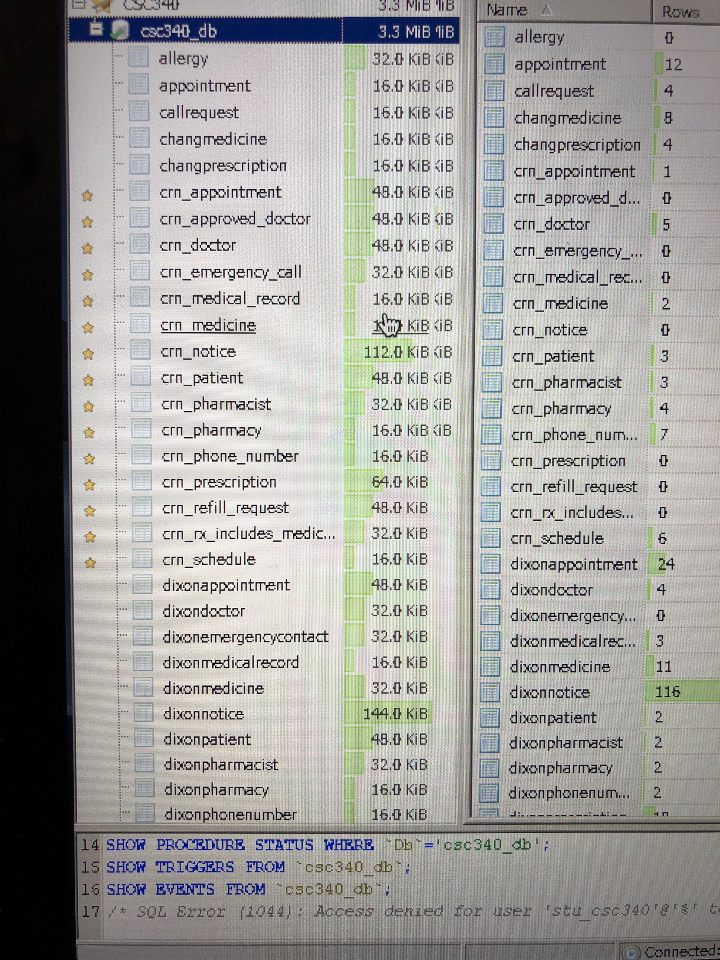 CSC340 3.3 MiB
csc340_db 3.3 MiB
allergy 32.0 KiB
appointment 16.0 KiB
callrequest 16.0 KiB
changmedicine 16.0 KiB
changprescription 16.0 KiB
crn_appointment 48.0 KiB
crn_approved_doctor 48.0 KiB
crn_doctor 48.0 KiB
crn_emergency_call 32.0 KiB
crn_medical_record 16.0 KiB
crn_medicine KiB
crn_notice 112.0 KiB
crn_patient 48.0 KiB
crn_pharmacist 32.0 KiB
crn_pharmacy 16.0 KiB
crn_phone_number 16.0 KiB
crn_prescription 64.0 KiB
crn_refill_request 48.0 KiB
crn_rx_includes_medic... 32.0 KiB
crn_schedule 16.0 KiB
dixonappointment 48.0 KiB
dixondoctor 32.0 KiB
dixonemergencycontact 32.0 KiB
dixonmedicalrecord 16.0 KiB
dixonmedicine 32.0 KiB
dixonnotice 144.0 KiB
dixonpatient 48.0 KiB
dixonpharmacist 32.0 KiB
dixonpharmacy 16.0 KiB
dixonphonenumber 16.0 KiB
Name Rows
allergy 0
appointment 12
callrequest 4
changmedicine 8
changprescription 4
crn_appointment 1
crn_approved_d... 0
crn_doctor 5
crn_emergency_... 0
crn_medical_rec... 0
crn_medicine 2
crn_notice 0
crn_patient 3
crn_pharmacist 3
crn_pharmacy 4
crn_phone_num... 7
crn_prescription 0
crn_refill_request 0
crn_rx_includes... 0
crn_schedule 6
dixonappointment 24
dixondoctor 4
dixonemergency... 0
dixonmedicalrec... 3
dixonmedicine 11
dixonnotice 116
dixonpatient 2
dixonpharmacist 2
dixonpharmacy 2
dixonphonenum... 2
14 SHOW PROCEDURE STATUS WHERE `Db`='csc340_db';
15 SHOW TRIGGERS FROM `csc340_db`;
16 SHOW EVENTS FROM `csc340_db`;
17 /* SQL Error (1044): Access denied for user 'stu_csc340'@'%' to
Connected: